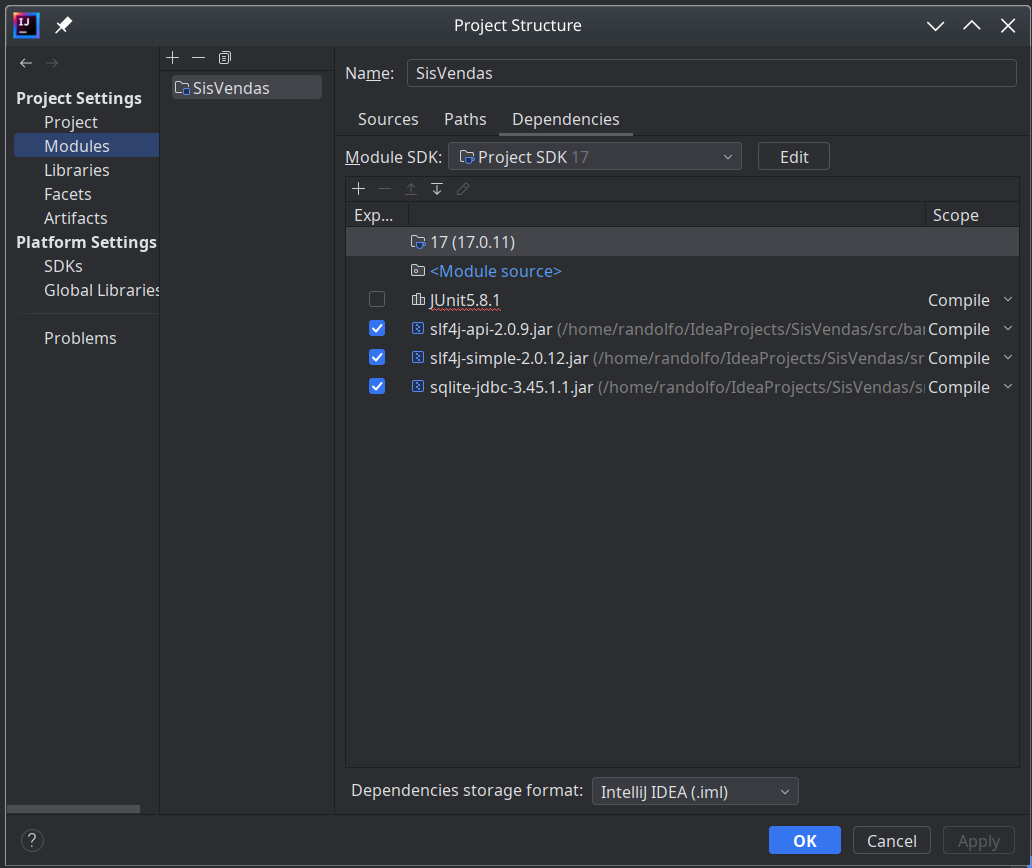 Project Structure
Project Settings
Project
Modules
Libraries
Facets
Artifacts
Platform Settings
SDKs
Global Libraries
Problems
SisVendas
Name: SisVendas
Sources Paths Dependencies
Module SDK: Project SDK 17 Edit
Exp... Scope
17 (17.0.11)
<Module source>
JUnit5.8.1 Compile
slf4j-api-2.0.9.jar (/home/randolfo/IdeaProjects/SisVendas/src/bar Compile
slf4j-simple-2.0.12.jar (/home/randolfo/IdeaProjects/SisVendas/sr Compile
sqlite-jdbc-3.45.1.1.jar (/home/randolfo/IdeaProjects/SisVendas/s Compile
Dependencies storage format: IntelliJ IDEA (.iml)
? OK Cancel Apply